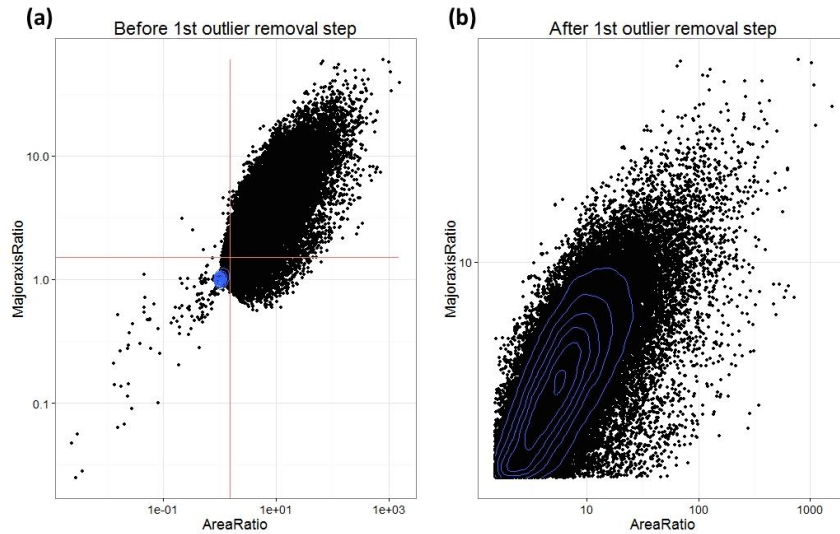 (a)
Before 1st outlier removal step
MajoraxisRatio
10.0
1.0
0.1
1e-01
1e+01
1e+03
AreaRatio
(b)
After 1st outlier removal step
MajoraxisRatio
10
10
100
1000
AreaRatio